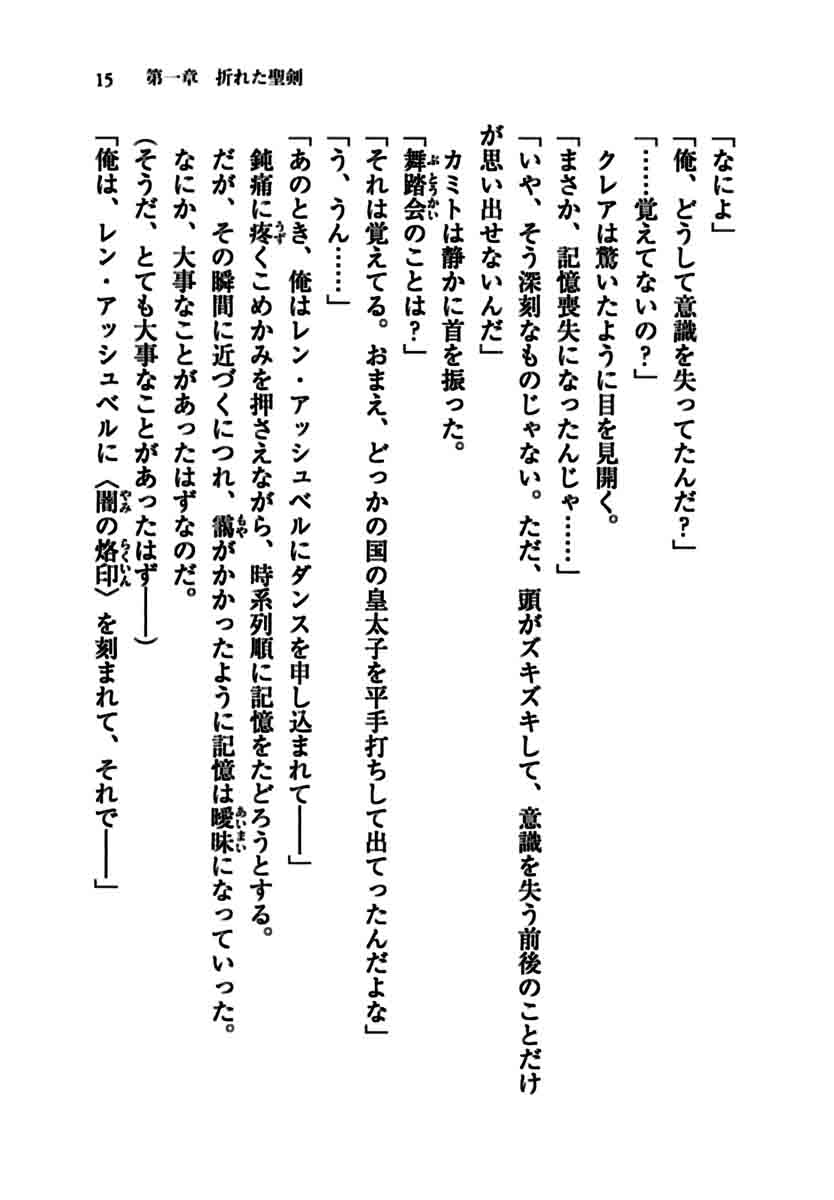 15　第一章　折れた聖剣
「なによ」
「俺、どうして意識を失ってたんだ？」
「……覚えてないの？」
クレアは驚いたように目を見開く。
「まさか、記憶喪失になったんじゃ……」
「いや、そう深刻なものじゃない。ただ、頭がズキズキして、意識を失う前後のことだけ
が思い出せないんだ」
カミトは静かに首を振った。
「舞踏会のことは？」
「それは覚えてる。おまえ、どっかの国の皇太子を平手打ちして出てったんだよな」
「う、うん……」
「あのとき、俺はレン・アッシュベルにダンスを申し込まれて――」
鈍痛に疼くこめかみを押さえながら、時系列順に記憶をたどろうとする。
だが、その瞬間に近づくにつれ、靄がかかったように記憶は曖昧になっていった。
なにか、大事なことがあったはずなのだ。
（そうだ、とても大事なことがあったはず――）
「俺は、レン・アッシュベルに〈闇の烙印〉を刻まれて、それで――」